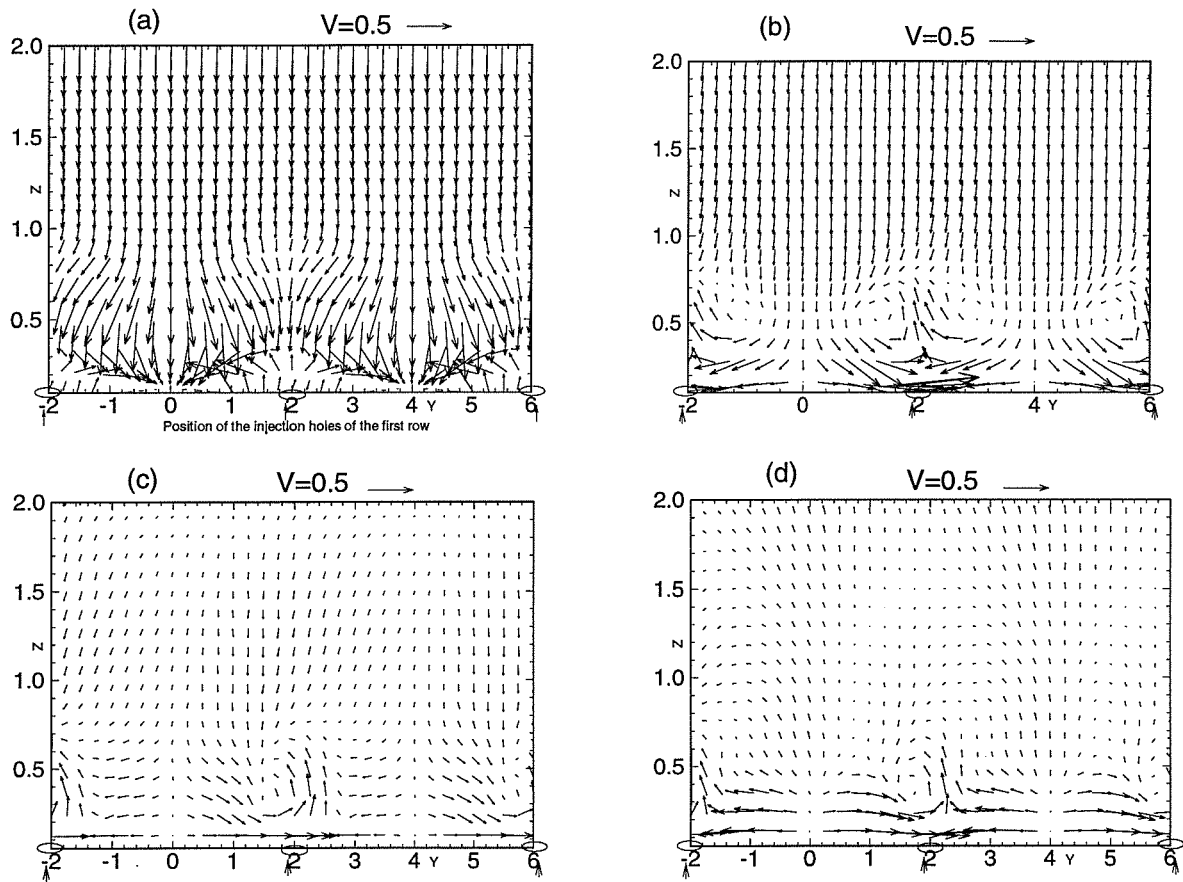 (a)
V=0.5
2.0
1.5
z
1.0
0.5
-2 -1 0 1 2 3 4 Y 5 6
Position of the injection holes of the first row
(b)
V=0.5
2.0
1.5
z
1.0
0.5
-2 0 2 4 Y 6
(c)
V=0.5
2.0
1.5
z
1.0
0.5
-2 -1 0 1 2 3 4 Y 5 6
(d)
V=0.5
2.0
1.5
z
1.0
0.5
-2 -1 0 1 2 3 4 Y 5 6